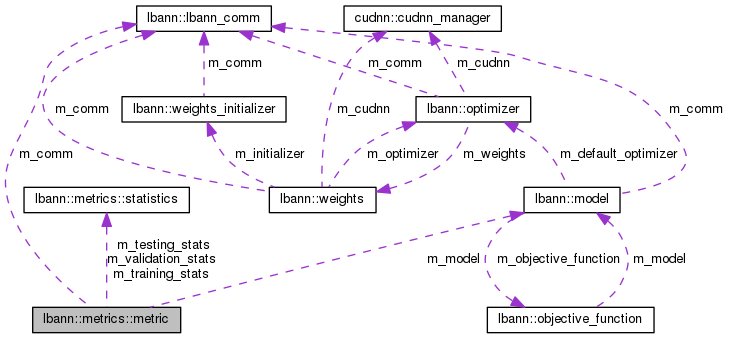 lbann::lbann_comm
cudnn::cudnn_manager
m_comm
m_comm
m_cudnn
m_comm
lbann::weights_initializer
m_cudnn
lbann::optimizer
m_comm
m_comm
m_initializer
m_optimizer
m_weights
m_default_optimizer
lbann::metrics::statistics
lbann::weights
lbann::model
m_testing_stats
m_validation_stats
m_training_stats
m_model
m_objective_function
m_model
lbann::metrics::metric
lbann::objective_function